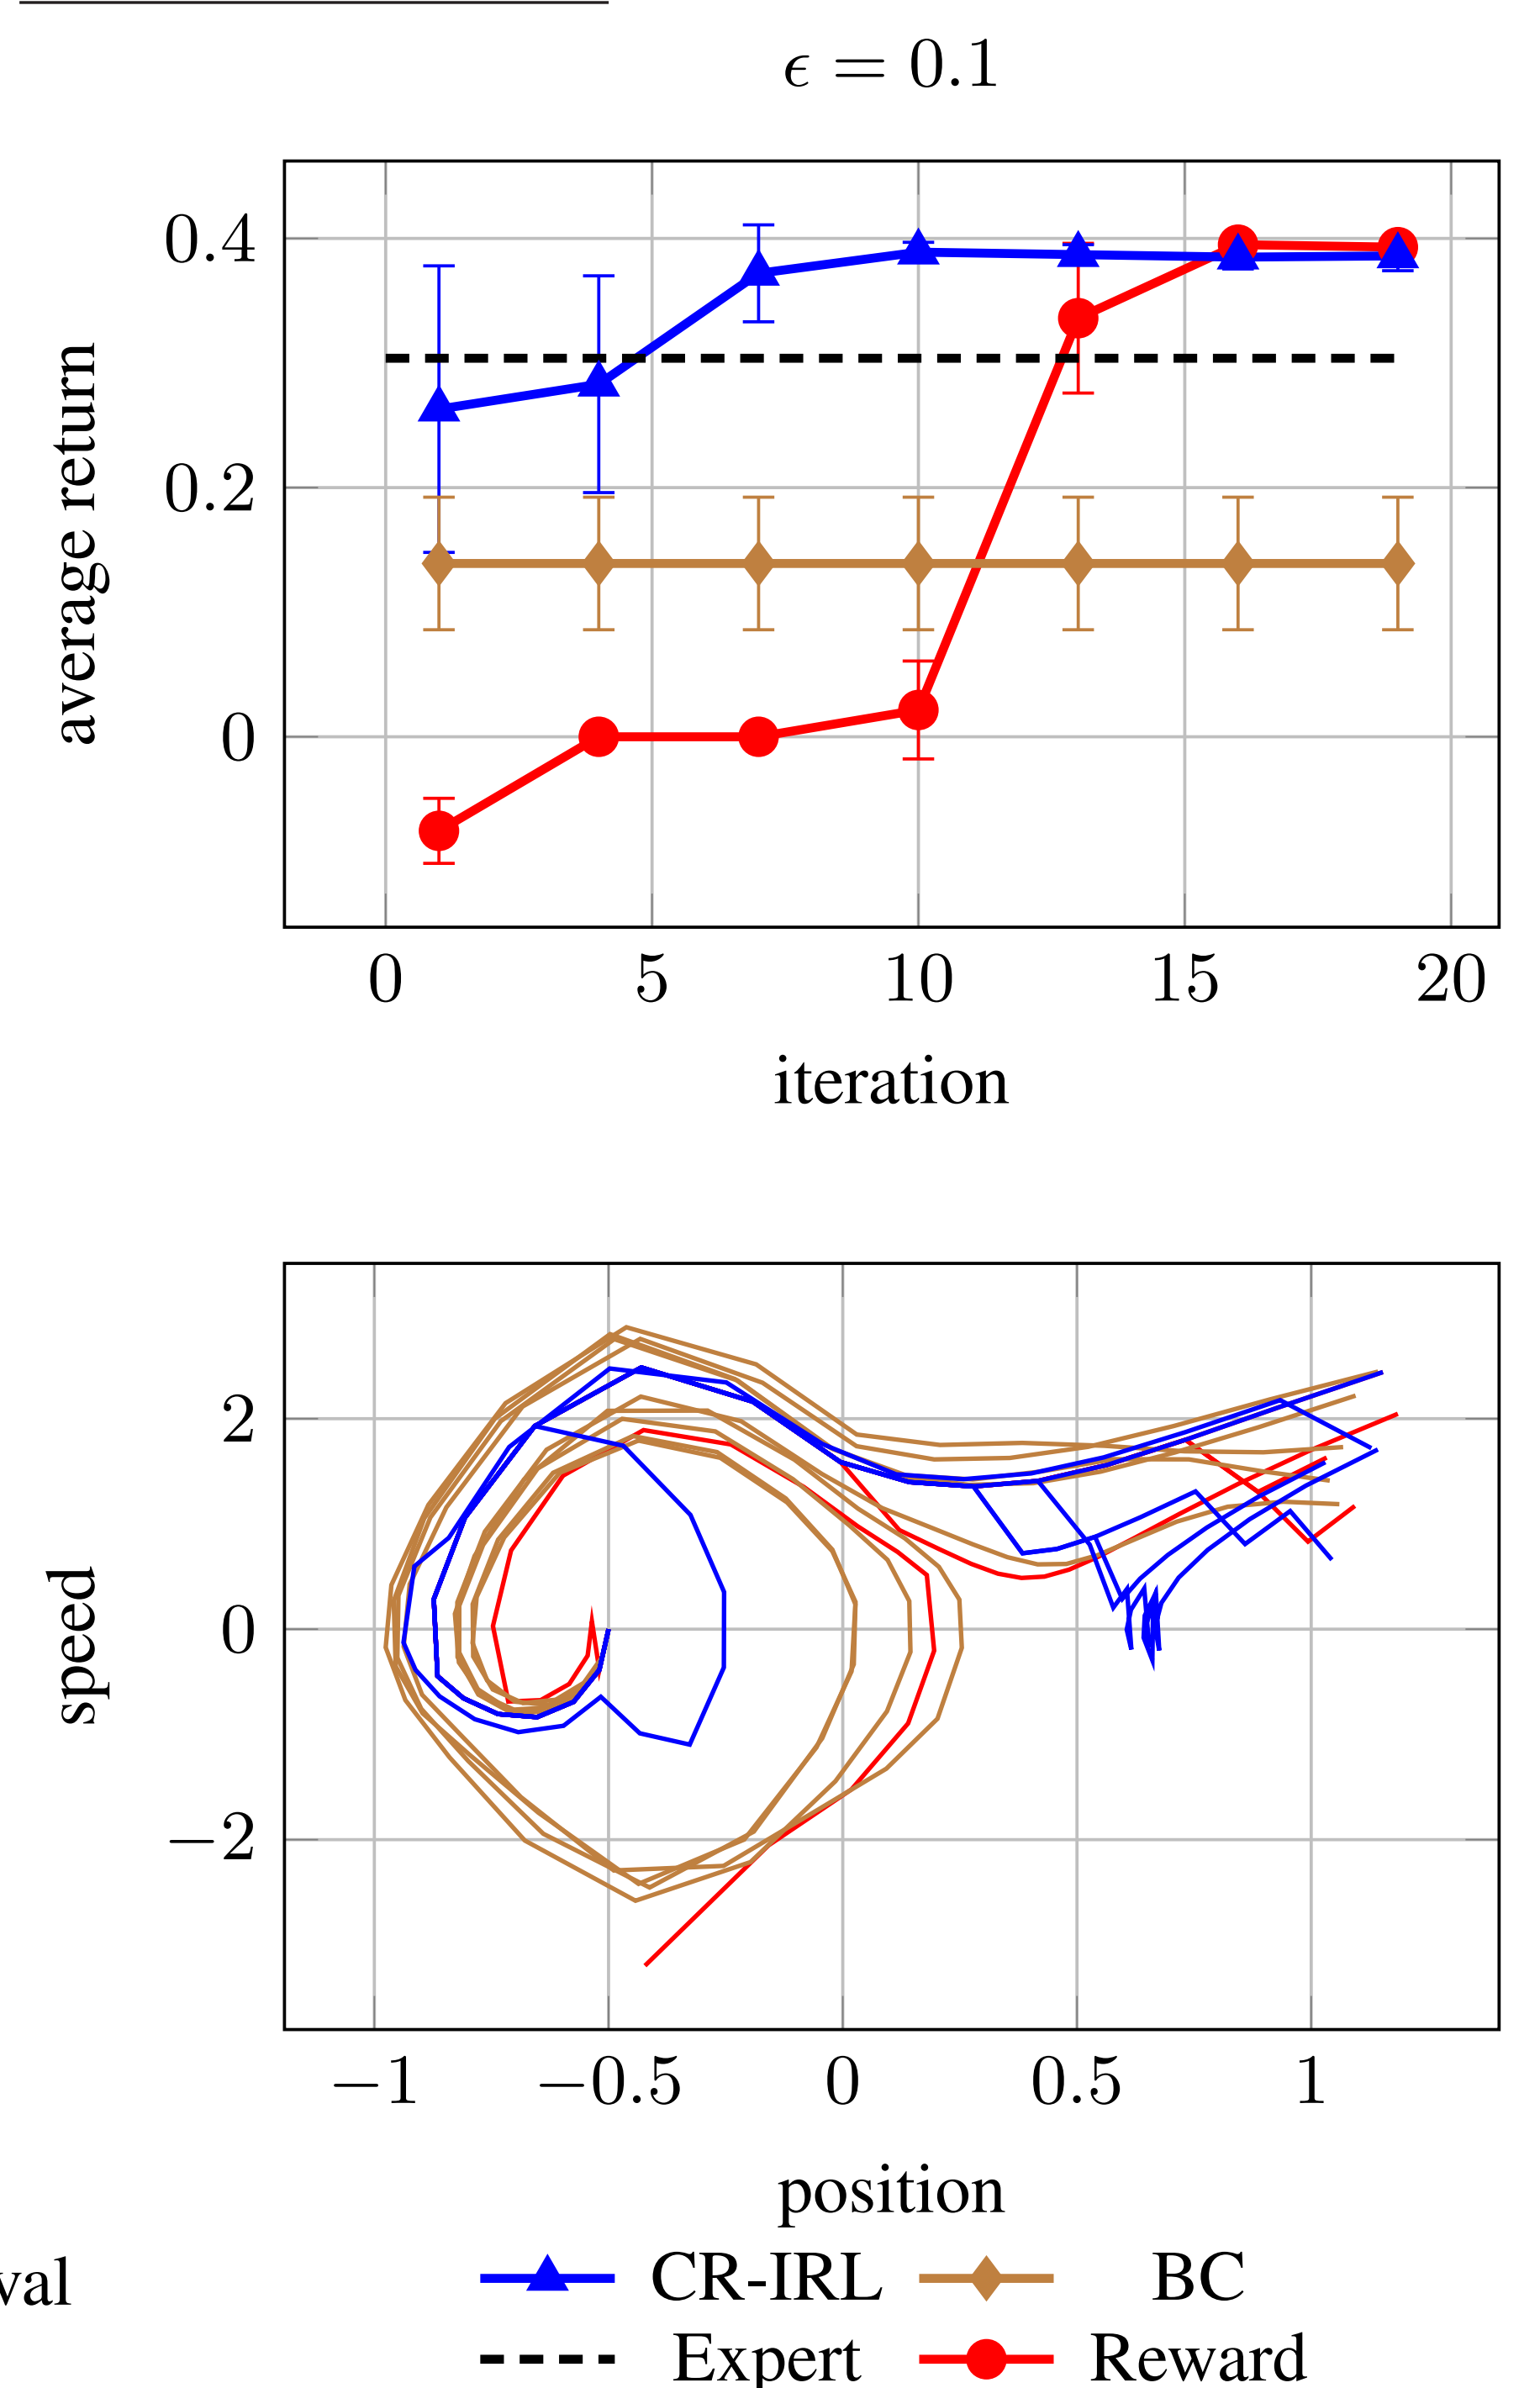 ϵ = 0.1
0.4
0.2
0
average return
0 5 10 15 20
iteration
2
0
−2
speed
−1 −0.5 0 0.5 1
position
CR-IRL BC
Expert Reward